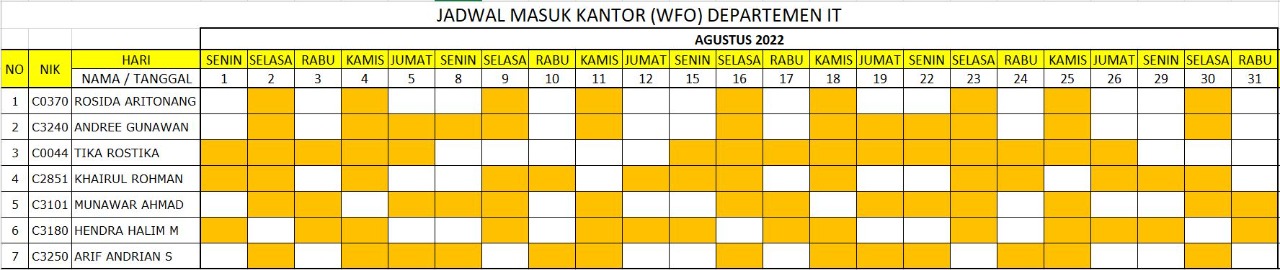 JADWAL MASUK KANTOR (WFO) DEPARTEMEN IT
AGUSTUS 2022
NO NIK HARI SENIN SELASA RABU KAMIS JUMAT SENIN SELASA RABU KAMIS JUMAT SENIN SELASA RABU KAMIS JUMAT SENIN SELASA RABU KAMIS JUMAT SENIN SELASA RABU
NAMA / TANGGAL 1 2 3 4 5 8 9 10 11 12 15 16 17 18 19 22 23 24 25 26 29 30 31
1 C0370 ROSIDA ARITONANG
2 C3240 ANDREE GUNAWAN
3 C0044 TIKA ROSTIKA
4 C2851 KHAIRUL ROHMAN
5 C3101 MUNAWAR AHMAD
6 C3180 HENDRA HALIM M
7 C3250 ARIF ANDRIAN S